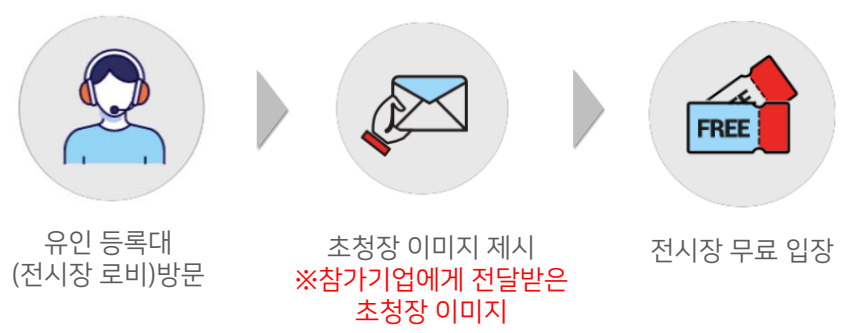 유인 등록대
(전시장 로비)방문
초청장 이미지 제시
※참가기업에게 전달받은
초청장 이미지
FREE
전시장 무료 입장